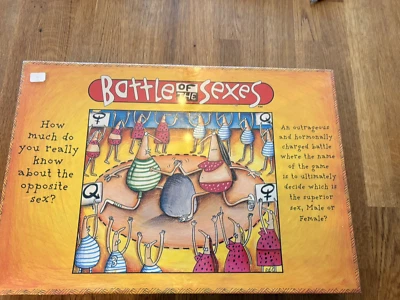 Battle OF THE Sexes
How
much do
you really
know
about the
opposite
sex?
An outrageous
and hormonally
charged battle
where the name
of the game
is to ultimately
decide which is
the superior
sex, Male or
Female?
Q